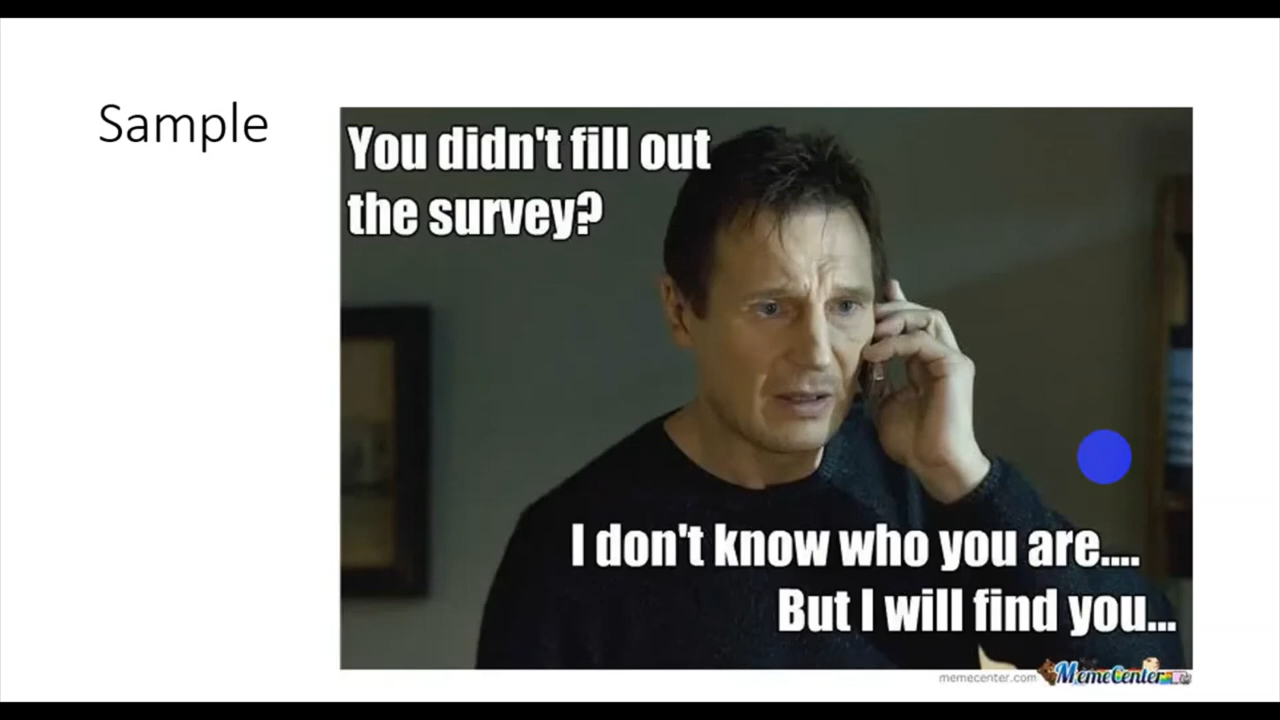 Sample
You didn't fill out
the survey?
I don't know who you are....
But I will find you...
memecenter.com
MemeCenter